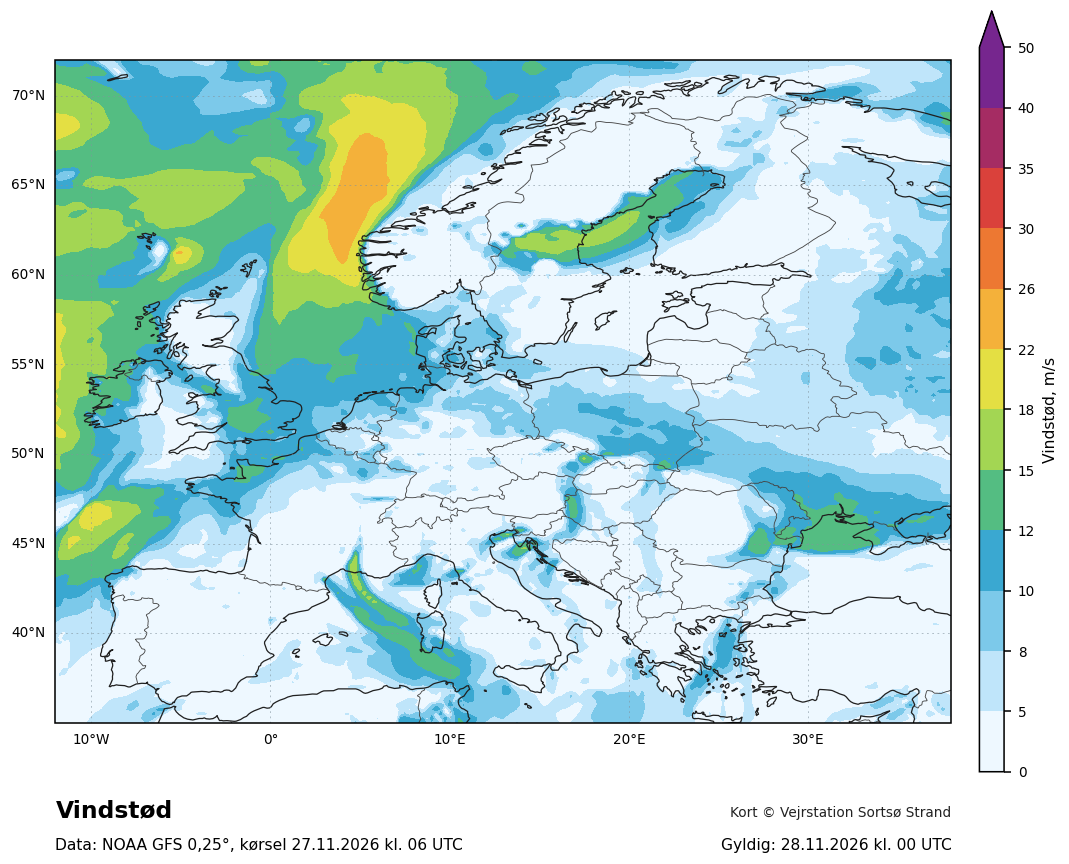 50
40
35
30
26
22
18
15
12
10
8
5
0
Vindstød, m/s
70°N
65°N
60°N
55°N
50°N
45°N
40°N
10°W
0°
10°E
20°E
30°E
Vindstød
Kort © Vejrstation Sortsø Strand
Data: NOAA GFS 0,25°, kørsel 27.11.2026 kl. 06 UTC
Gyldig: 28.11.2026 kl. 00 UTC